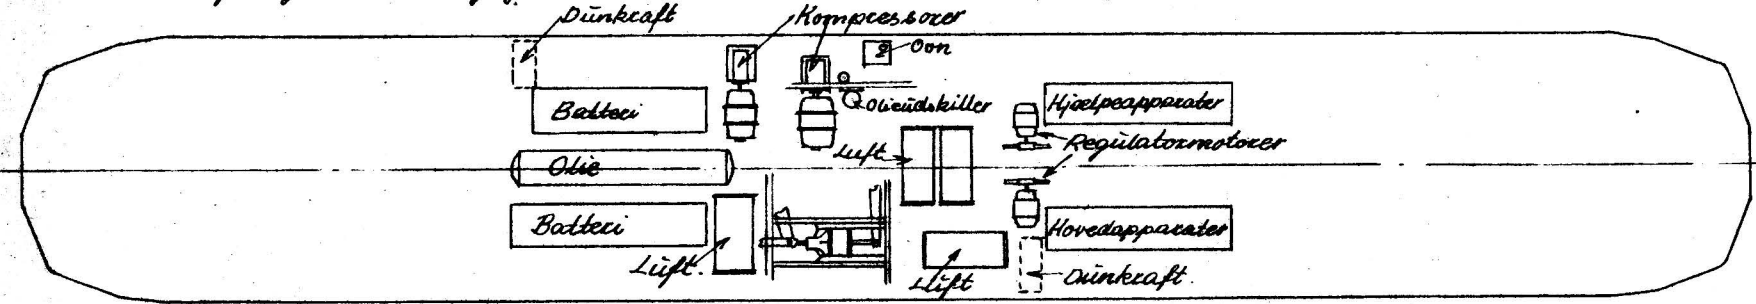 Dunkraft
Kompressorer
Oon
Batteri
Olieudskiller
Hjælpeapparater
Regulatormotorer
Luft
Olie
Batteri
Hovedapparater
Luft.
Luft
Dunkraft.